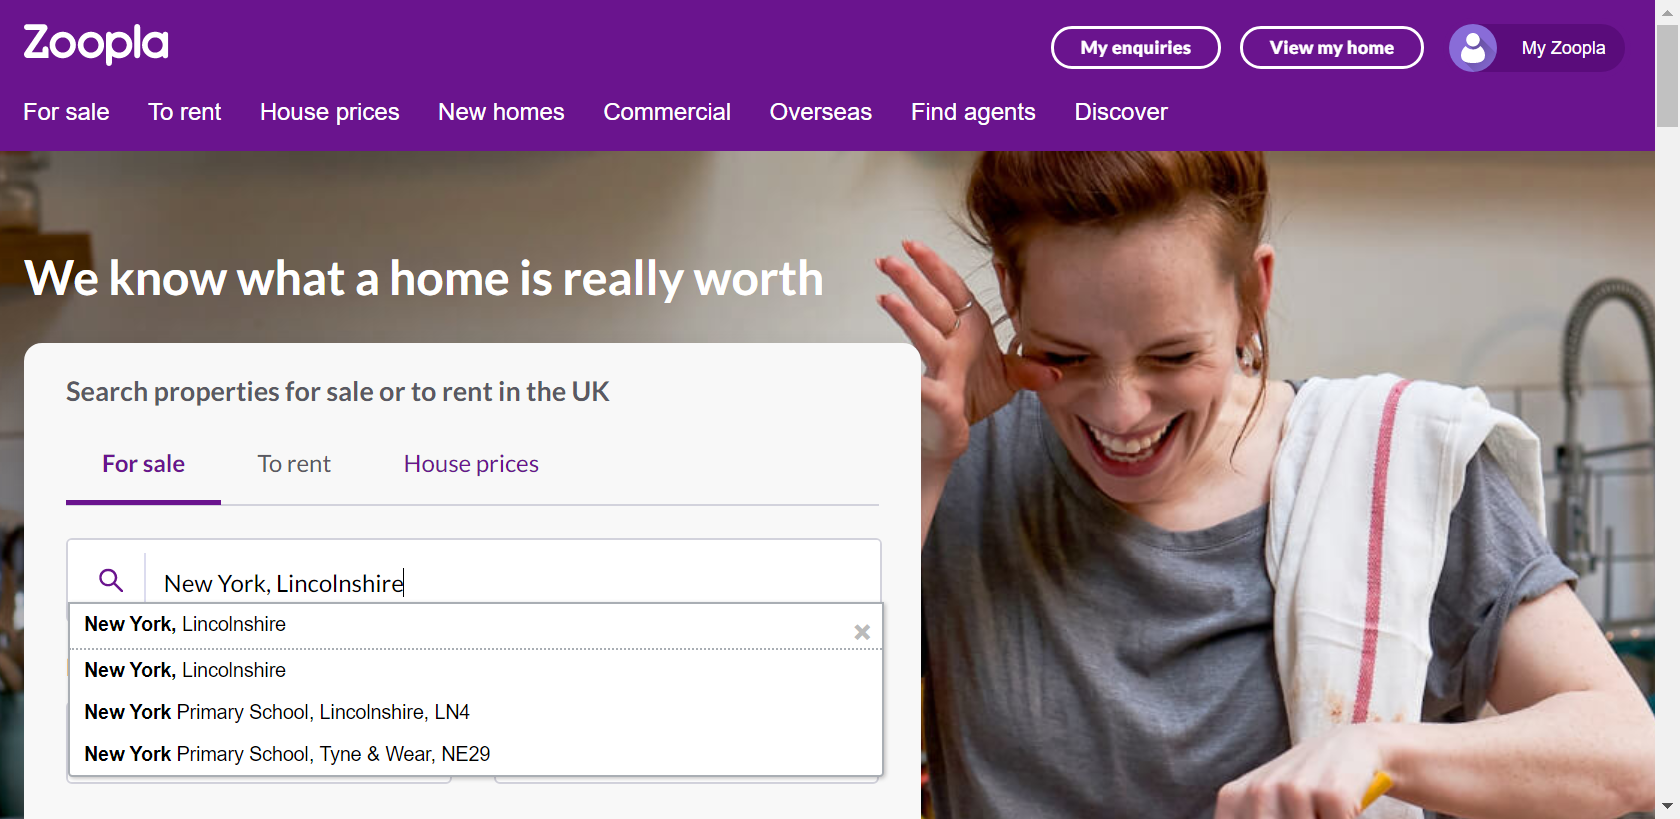 Zoopla
My enquiries
View my home
My Zoopla
For sale
To rent
House prices
New homes
Commercial
Overseas
Find agents
Discover
We know what a home is really worth
Search properties for sale or to rent in the UK
For sale
To rent
House prices
New York, Lincolnshire
New York, Lincolnshire
New York, Lincolnshire
New York Primary School, Lincolnshire, LN4
New York Primary School, Tyne & Wear, NE29